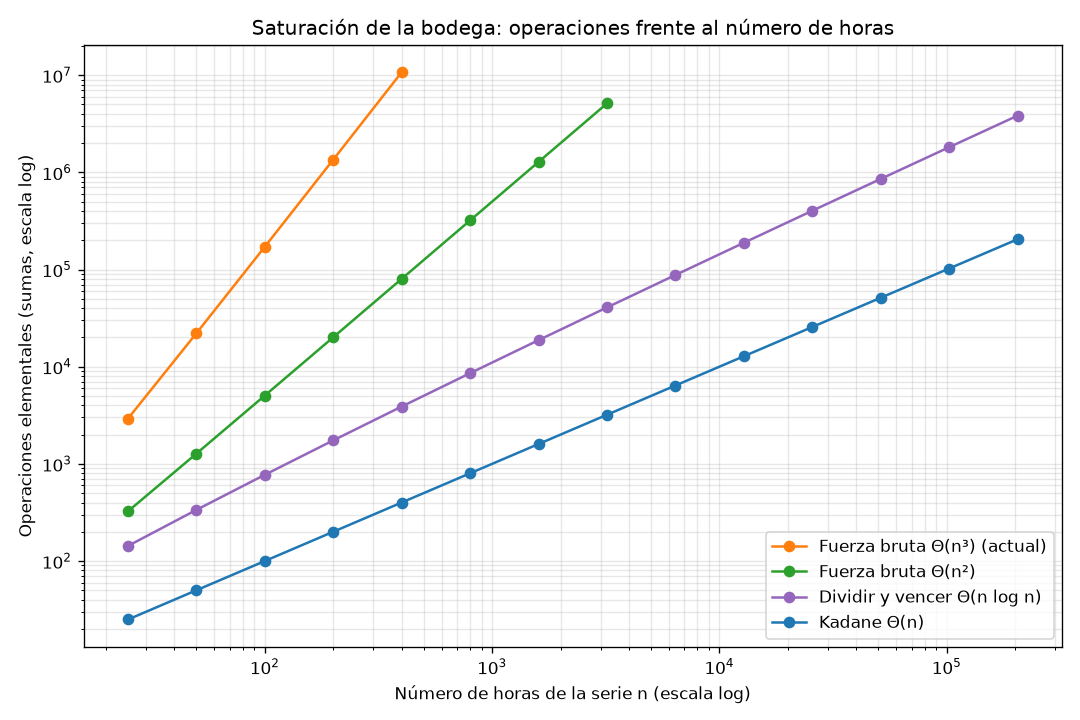 Saturación de la bodega: operaciones frente al número de horas
Operaciones elementales (sumas, escala log)
10⁷
10⁶
10⁵
10⁴
10³
10²
Fuerza bruta Θ(n³) (actual)
Fuerza bruta Θ(n²)
Dividir y vencer Θ(n log n)
Kadane Θ(n)
10² 10³ 10⁴ 10⁵
Número de horas de la serie n (escala log)